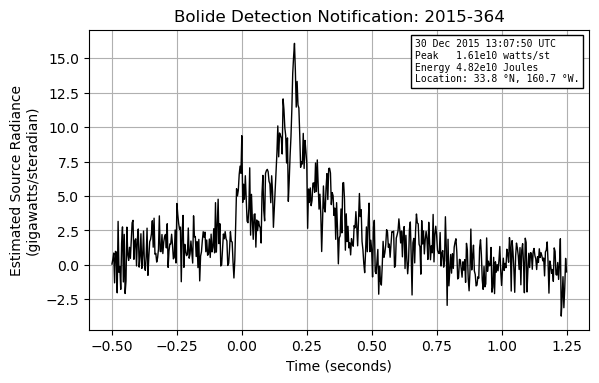 Bolide Detection Notification: 2015-364
30 Dec 2015 13:07:50 UTC
Peak   1.61e10 watts/st
Energy 4.82e10 Joules
Location: 33.8 °N, 160.7 °W.
Estimated Source Radiance
(gigawatts/steradian)
15.0
12.5
10.0
7.5
5.0
2.5
0.0
−2.5
−0.50 −0.25 0.00 0.25 0.50 0.75 1.00 1.25
Time (seconds)